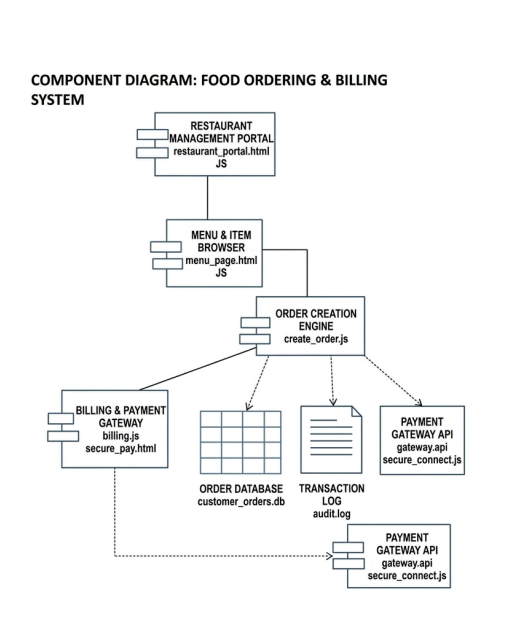 COMPONENT DIAGRAM: FOOD ORDERING & BILLING
SYSTEM
RESTAURANT
MANAGEMENT PORTAL
restaurant_portal.html
JS
MENU & ITEM
BROWSER
menu_page.html
JS
ORDER CREATION
ENGINE
create_order.js
BILLING & PAYMENT
GATEWAY
billing.js
secure_pay.html
ORDER DATABASE
customer_orders.db
TRANSACTION
LOG
audit.log
PAYMENT
GATEWAY API
gateway.api
secure_connect.js
PAYMENT
GATEWAY API
gateway.api
secure_connect.js